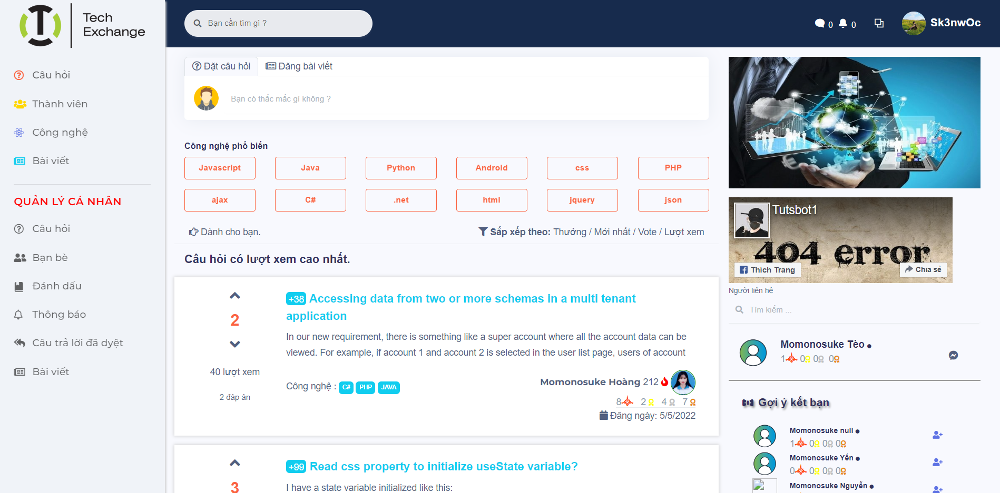 Tech
Exchange
Câu hỏi
Thành viên
Công nghệ
Bài viết
QUẢN LÝ CÁ NHÂN
Câu hỏi
Bạn bè
Đánh dấu
Thông báo
Câu trả lời đã dyệt
Bài viết
Bạn cần tìm gì ?
0 0
Sk3nwOc
Đặt câu hỏi
Đăng bài viết
Bạn có thắc mắc gì không ?
Công nghệ phổ biến
Javascript Java Python Android css PHP
ajax C# .net html jquery json
Dành cho bạn.
Sắp xếp theo: Thưởng / Mới nhất / Vote / Lượt xem
Câu hỏi có lượt xem cao nhất.
2
40 lượt xem
2 đáp án
+38 Accessing data from two or more schemas in a multi tenant
application
In our new requirement, there is something like a super account where all the account data can be
viewed. For example, if account 1 and account 2 is selected in the user list page, users of account
Công nghệ : C# PHP JAVA
Momonosuke Hoàng 212
8 2 4 7
Đăng ngày: 5/5/2022
3
+99 Read css property to initialize useState variable?
I have a state variable initialized like this:
Tutsbot1
404 error
Thích Trang
Chia sẻ
Người liên hệ
Tìm kiếm ...
Momonosuke Tèo
1 0 0 0
Gợi ý kết bạn
Momonosuke null
1 0 0 0
Momonosuke Yến
0 0 0 0
Momonosuke Nguyễn